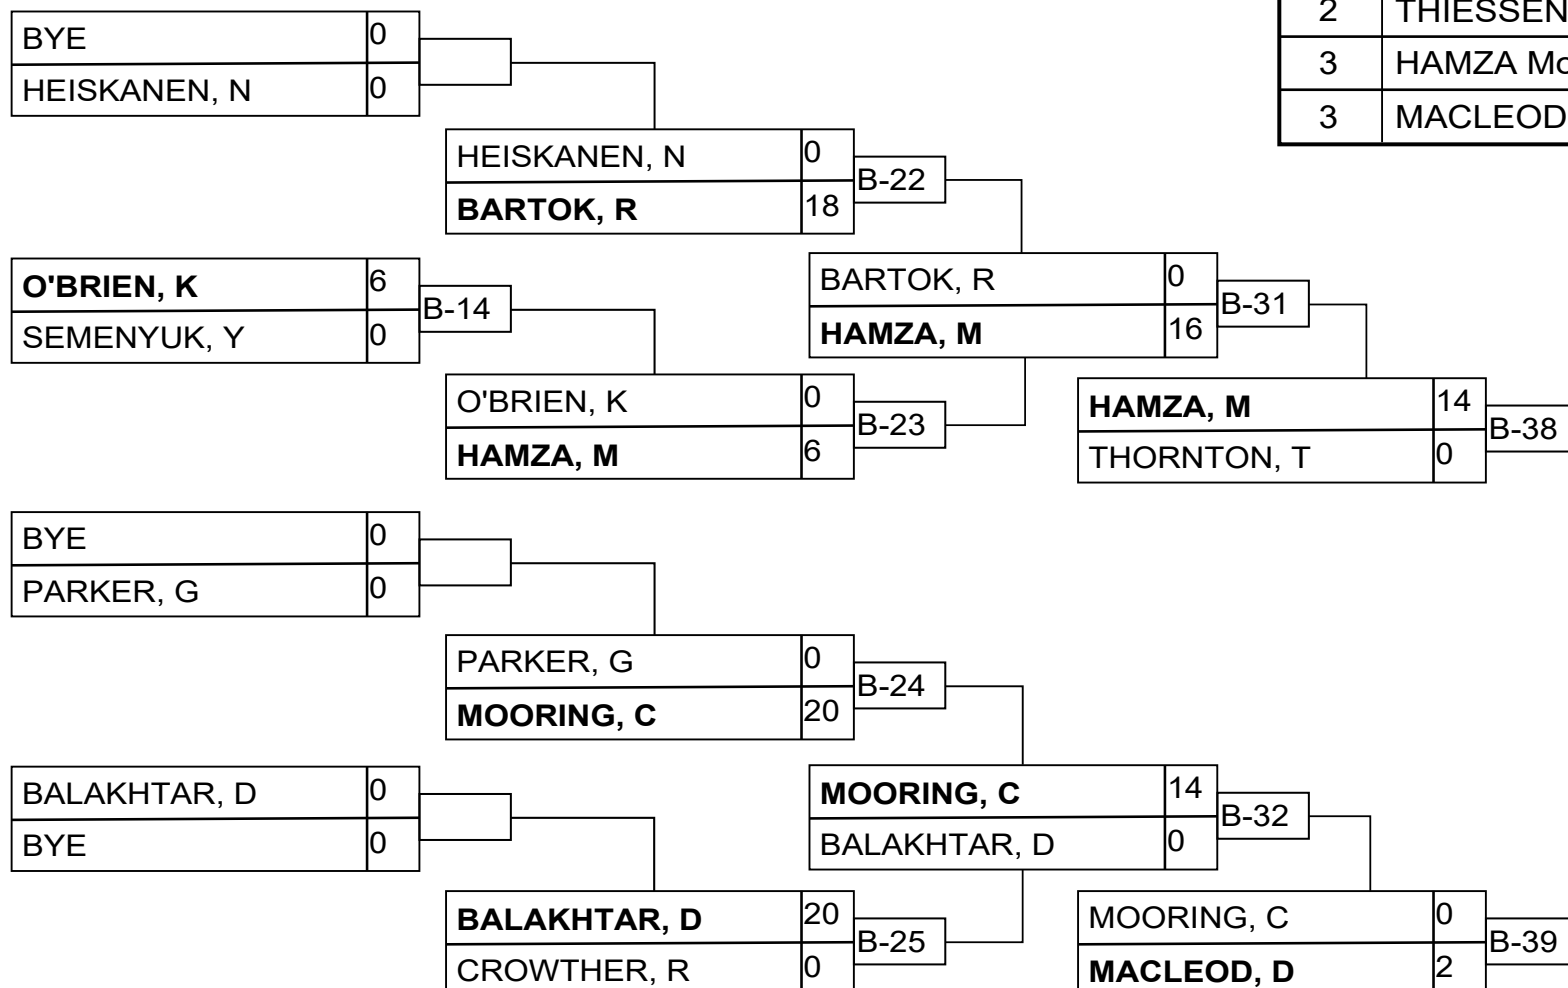 2 THIESSEN
3 HAMZA Mo
3 MACLEOD
BYE 0
HEISKANEN, N 0
HEISKANEN, N 0
BARTOK, R 18
B-22
O'BRIEN, K 6
SEMENYUK, Y 0
B-14
BARTOK, R 0
HAMZA, M 16
B-31
O'BRIEN, K 0
HAMZA, M 6
B-23
HAMZA, M 14
THORNTON, T 0
B-38
BYE 0
PARKER, G 0
PARKER, G 0
MOORING, C 20
B-24
BALAKHTAR, D 0
BYE 0
MOORING, C 14
BALAKHTAR, D 0
B-32
BALAKHTAR, D 20
CROWTHER, R 0
B-25
MOORING, C 0
MACLEOD, D 2
B-39